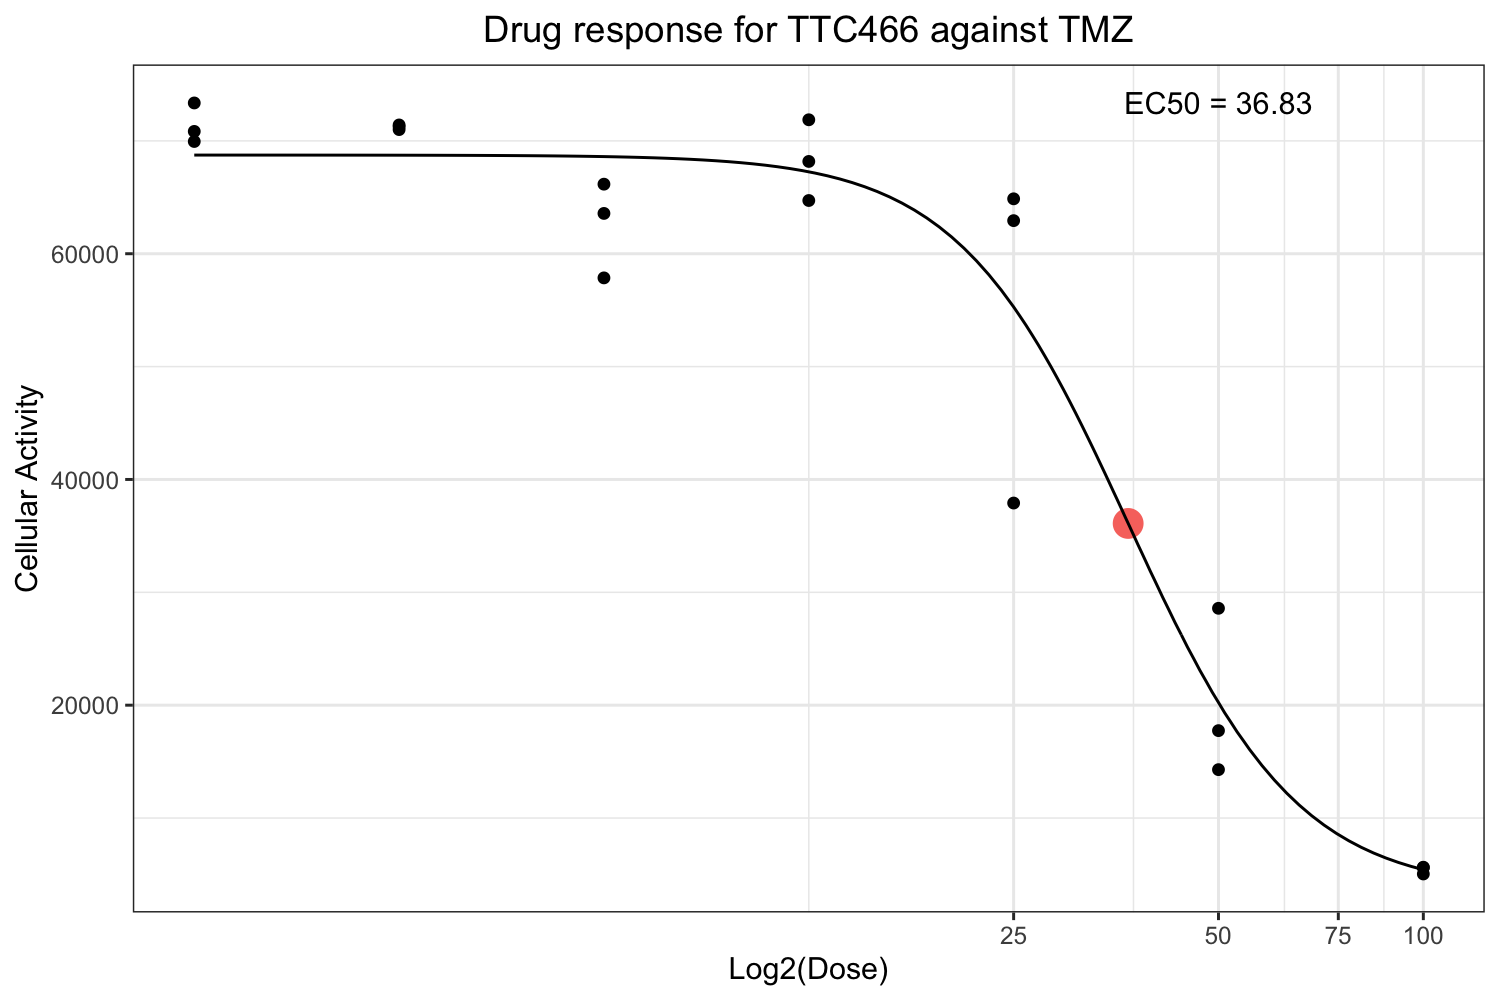 Drug response for TTC466 against TMZ
EC50 = 36.83
Cellular Activity
60000
40000
20000
25 50 75 100
Log2(Dose)